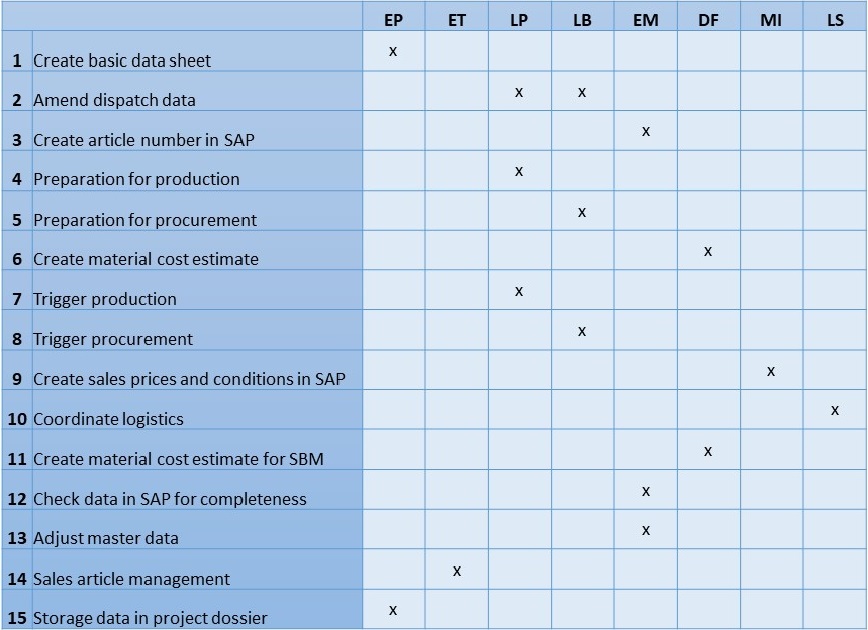 EP ET LP LB EM DF MI LS
1 Create basic data sheet x
2 Amend dispatch data x x
3 Create article number in SAP x
4 Preparation for production x
5 Preparation for procurement x
6 Create material cost estimate x
7 Trigger production x
8 Trigger procurement x
9 Create sales prices and conditions in SAP x
10 Coordinate logistics x
11 Create material cost estimate for SBM x
12 Check data in SAP for completeness x
13 Adjust master data x
14 Sales article management x
15 Storage data in project dossier x